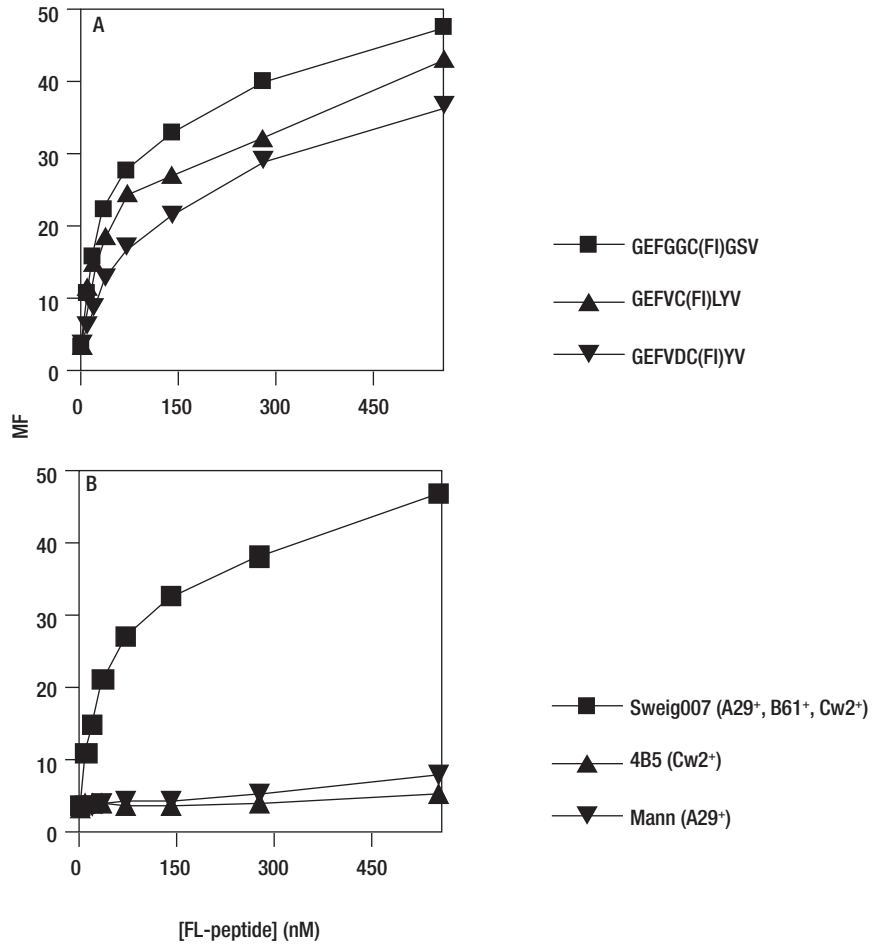 A
50
40
30
20
10
0
0 150 300 450
GEFGGC(Fl)GSV
GEFVC(Fl)LYV
GEFVDC(Fl)YV
MF
B
50
40
30
20
10
0
0 150 300 450
Sweig007 (A29⁺, B61⁺, Cw2⁺)
4B5 (Cw2⁺)
Mann (A29⁺)
[FL-peptide] (nM)